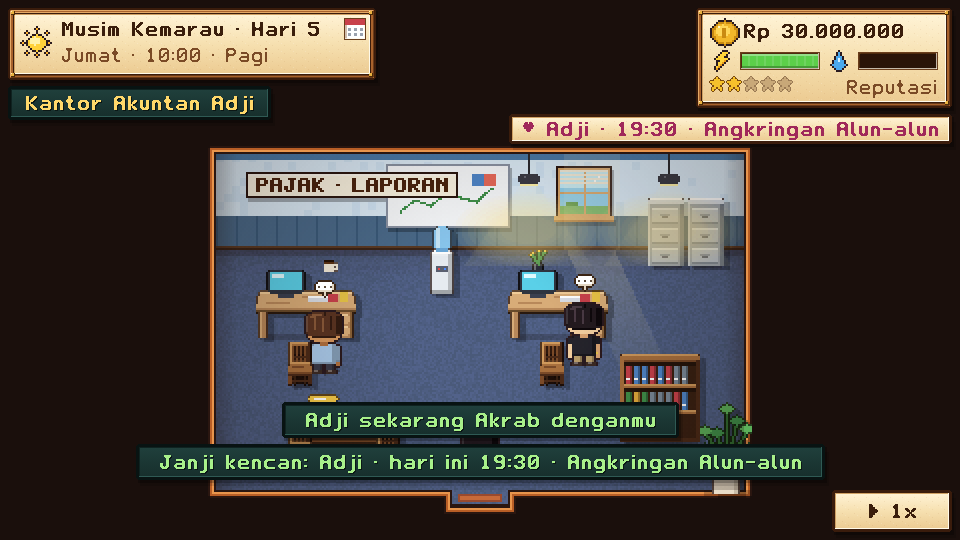 Musim Kemarau · Hari 5
Jumat · 10:00 · Pagi
Rp 30.000.000
Reputasi
Kantor Akuntan Adji
Adji · 19:30 · Angkringan Alun-alun
PAJAK · LAPORAN
Adji sekarang Akrab denganmu
Janji kencan: Adji · hari ini 19:30 · Angkringan Alun-alun
1x